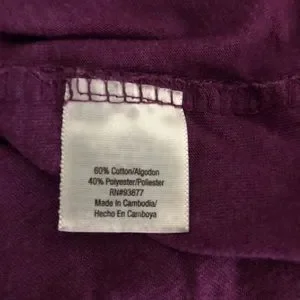 60% Cotton/Algodon
40% Polyester/Poliester
RN#93677
Made in Cambodia/
Hecho En Camboya